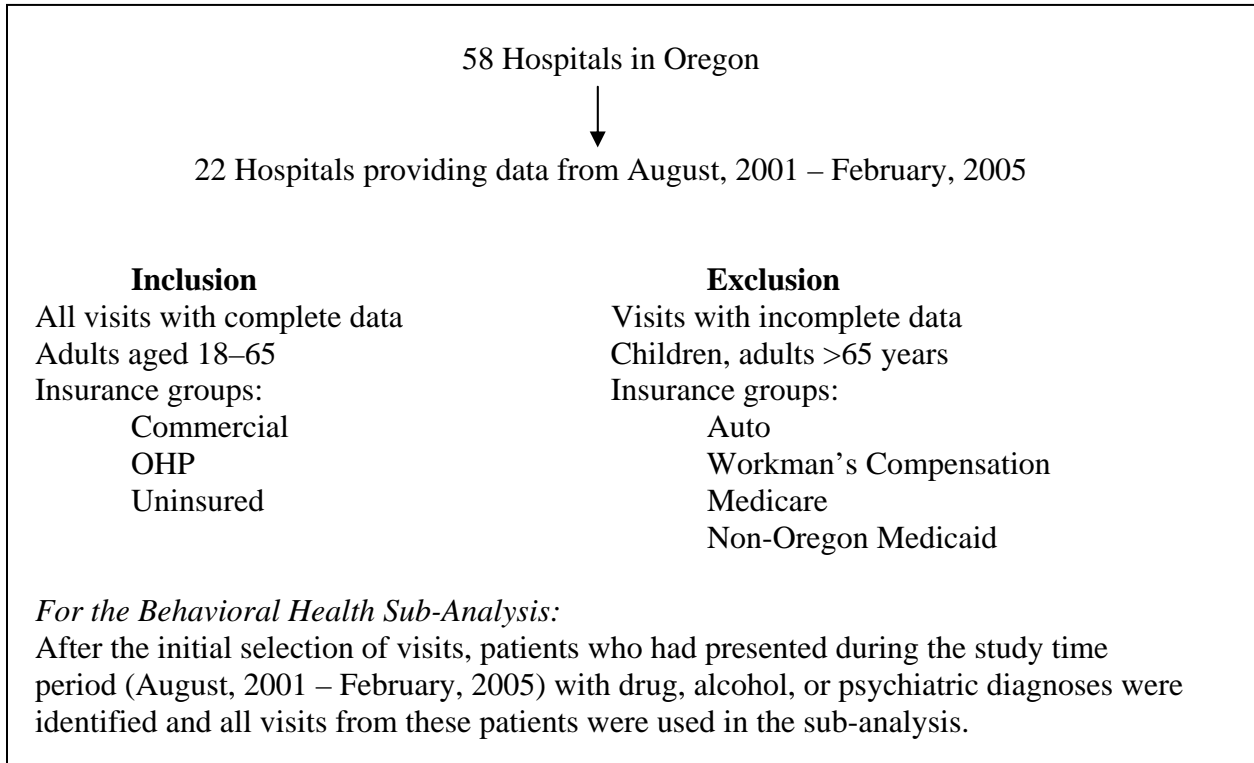 58 Hospitals in Oregon
22 Hospitals providing data from August, 2001 – February, 2005
Inclusion
All visits with complete data
Adults aged 18–65
Insurance groups:
Commercial
OHP
Uninsured
Exclusion
Visits with incomplete data
Children, adults >65 years
Insurance groups:
Auto
Workman’s Compensation
Medicare
Non-Oregon Medicaid
For the Behavioral Health Sub-Analysis:
After the initial selection of visits, patients who had presented during the study time
period (August, 2001 – February, 2005) with drug, alcohol, or psychiatric diagnoses were
identified and all visits from these patients were used in the sub-analysis.